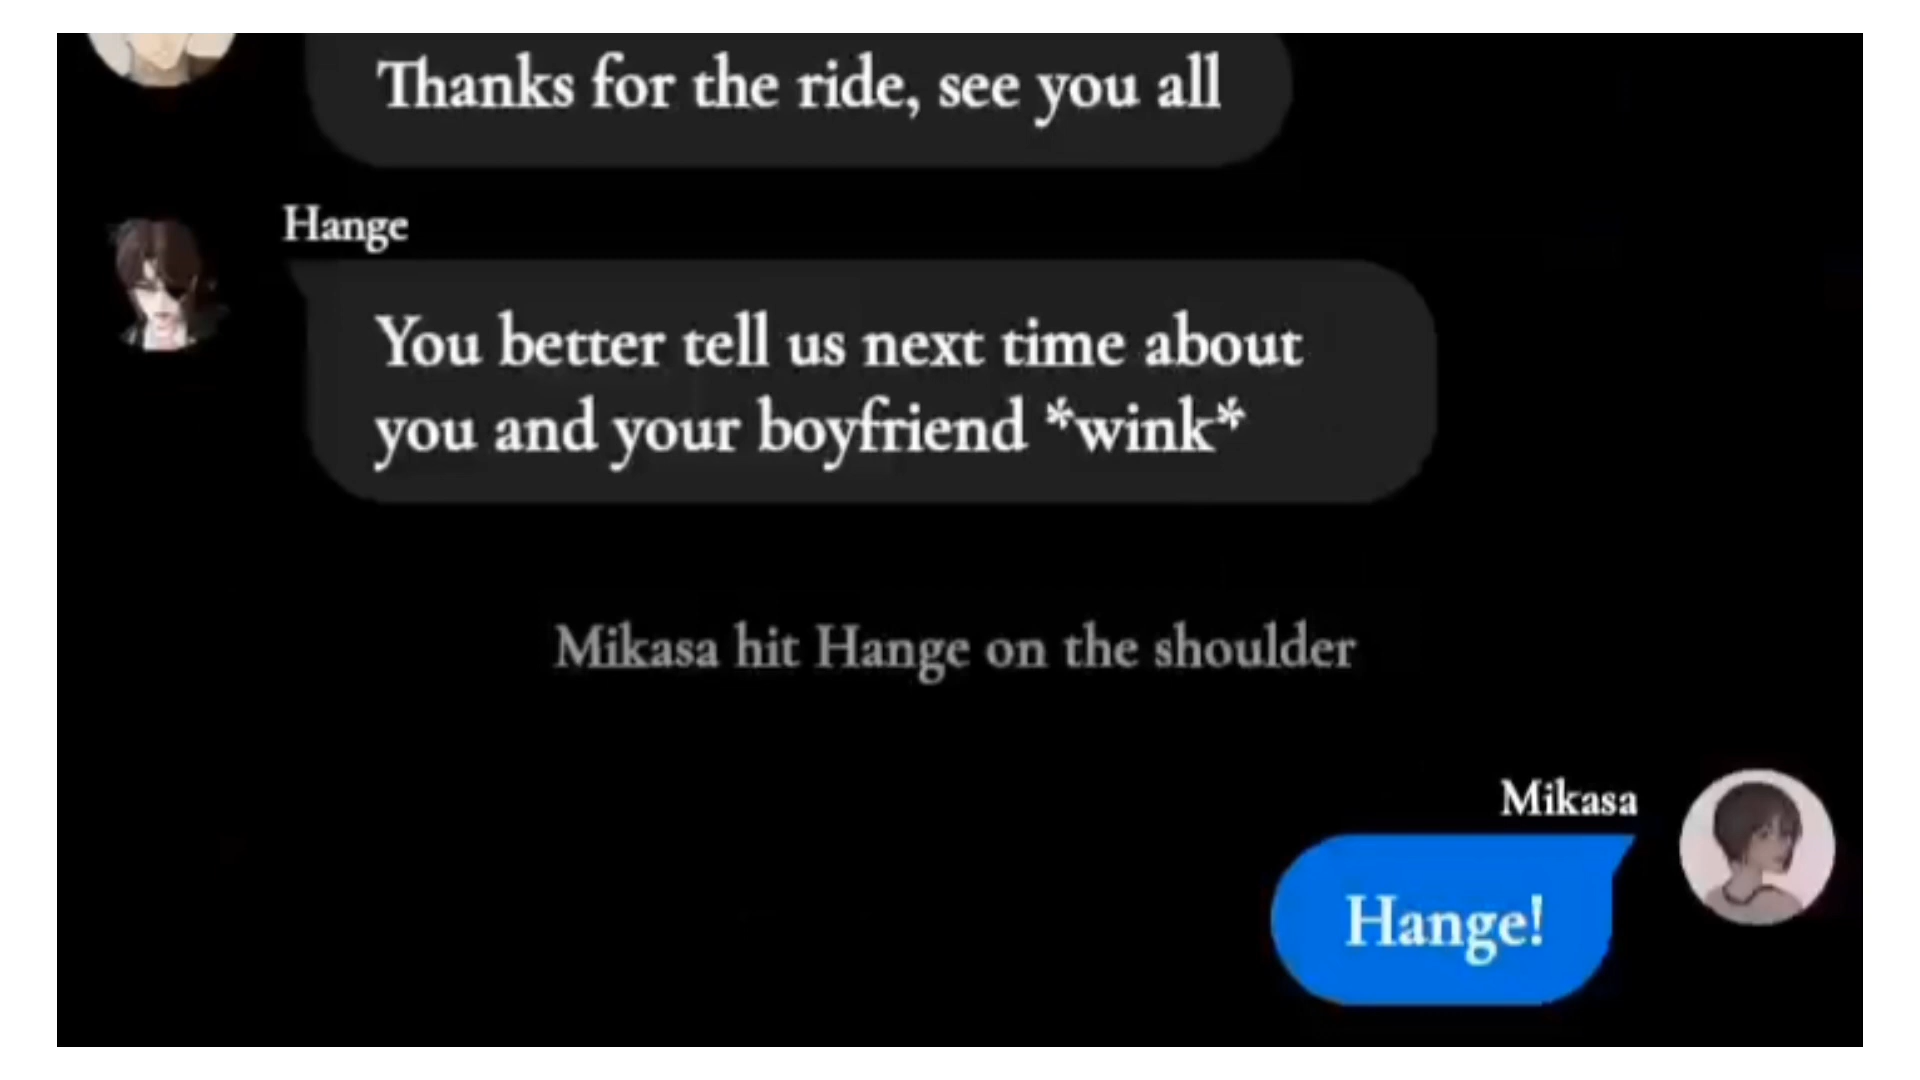 Thanks for the ride, see you all
Hange
You better tell us next time about
you and your boyfriend *wink*
Mikasa hit Hange on the shoulder
Mikasa
Hange!